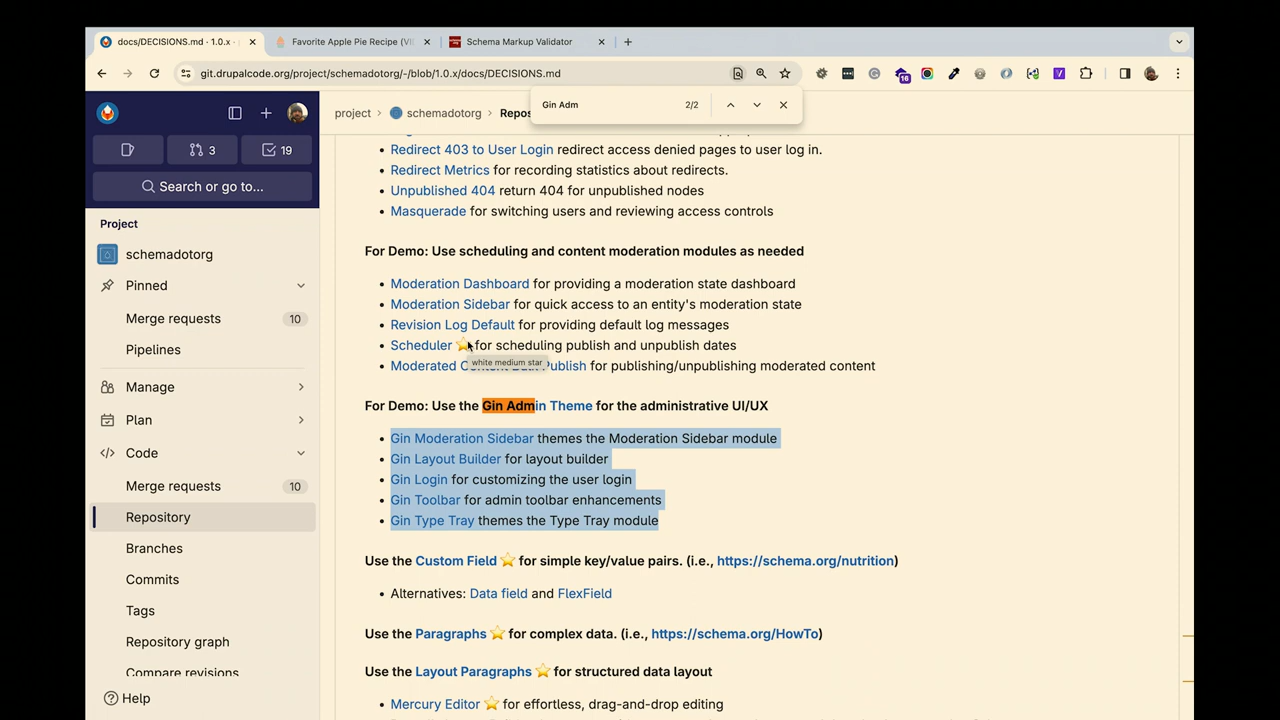 docs/DECISIONS.md · 1.0.x ·
Favorite Apple Pie Recipe (VI
Schema Markup Validator
git.drupalcode.org/project/schemadotorg/-/blob/1.0.x/docs/DECISIONS.md
16
Gin Adm 2/2
project schemadotorg Repos
3
19
Search or go to...
Project
schemadotorg
Pinned
Merge requests 10
Pipelines
Manage
Plan
Code
Merge requests 10
Repository
Branches
Commits
Tags
Repository graph
Compare revisions
Help
• Redirect 403 to User Login redirect access denied pages to user log in.
• Redirect Metrics for recording statistics about redirects.
• Unpublished 404 return 404 for unpublished nodes
• Masquerade for switching users and reviewing access controls
For Demo: Use scheduling and content moderation modules as needed
• Moderation Dashboard for providing a moderation state dashboard
• Moderation Sidebar for quick access to an entity's moderation state
• Revision Log Default for providing default log messages
• Scheduler ⭐ for scheduling publish and unpublish dates
white medium star
• Moderated Content Bulk Publish for publishing/unpublishing moderated content
For Demo: Use the Gin Admin Theme for the administrative UI/UX
• Gin Moderation Sidebar themes the Moderation Sidebar module
• Gin Layout Builder for layout builder
• Gin Login for customizing the user login
• Gin Toolbar for admin toolbar enhancements
• Gin Type Tray themes the Type Tray module
Use the Custom Field ⭐ for simple key/value pairs. (i.e., https://schema.org/nutrition)
• Alternatives: Data field and FlexField
Use the Paragraphs ⭐ for complex data. (i.e., https://schema.org/HowTo)
Use the Layout Paragraphs ⭐ for structured data layout
• Mercury Editor ⭐ for effortless, drag-and-drop editing